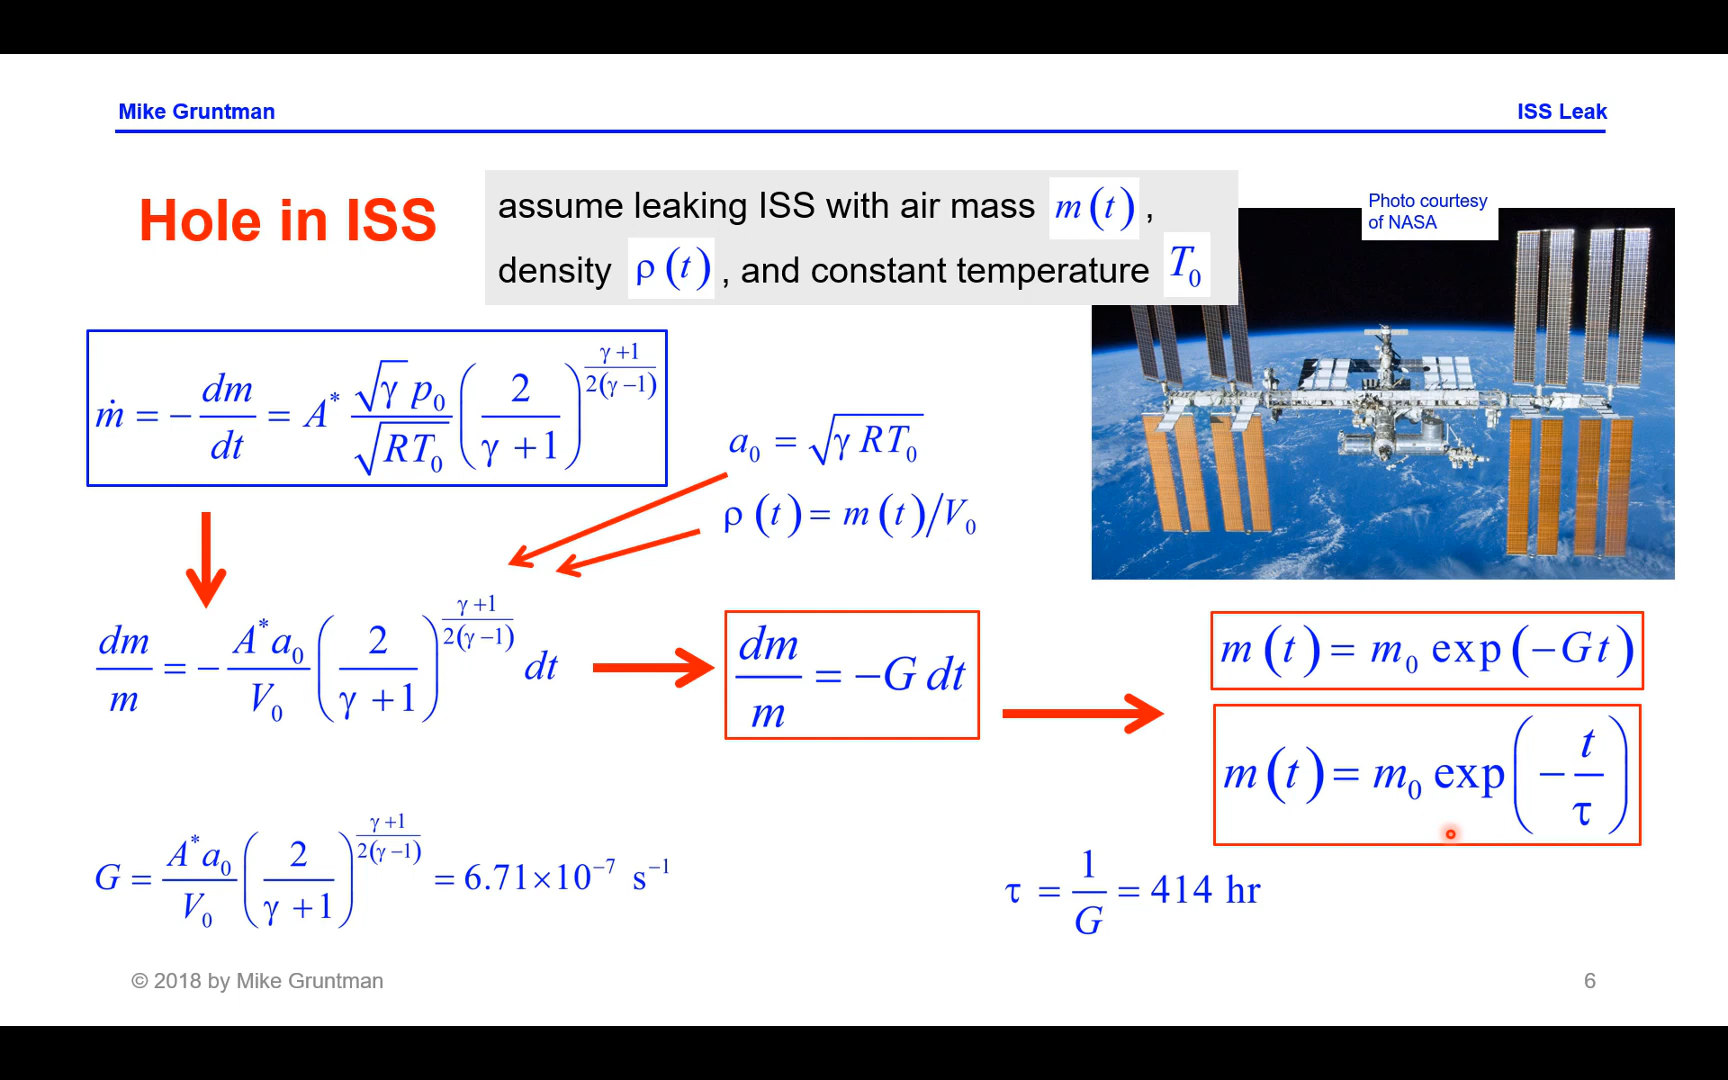 Mike Gruntman
ISS Leak
Hole in ISS
assume leaking ISS with air mass m(t),
density ρ(t), and constant temperature T₀
Photo courtesy
of NASA
ṁ = −dm/dt = A* (√γ p₀)/√(RT₀) (2/(γ+1))^((γ+1)/(2(γ−1)))
a₀ = √(γRT₀)
ρ(t) = m(t)/V₀
dm/m = −(A*a₀/V₀) (2/(γ+1))^((γ+1)/(2(γ−1))) dt
dm/m = −G dt
m(t) = m₀ exp(−Gt)
m(t) = m₀ exp(−t/τ)
G = (A*a₀/V₀) (2/(γ+1))^((γ+1)/(2(γ−1))) = 6.71×10⁻⁷ s⁻¹
τ = 1/G = 414 hr
© 2018 by Mike Gruntman
6